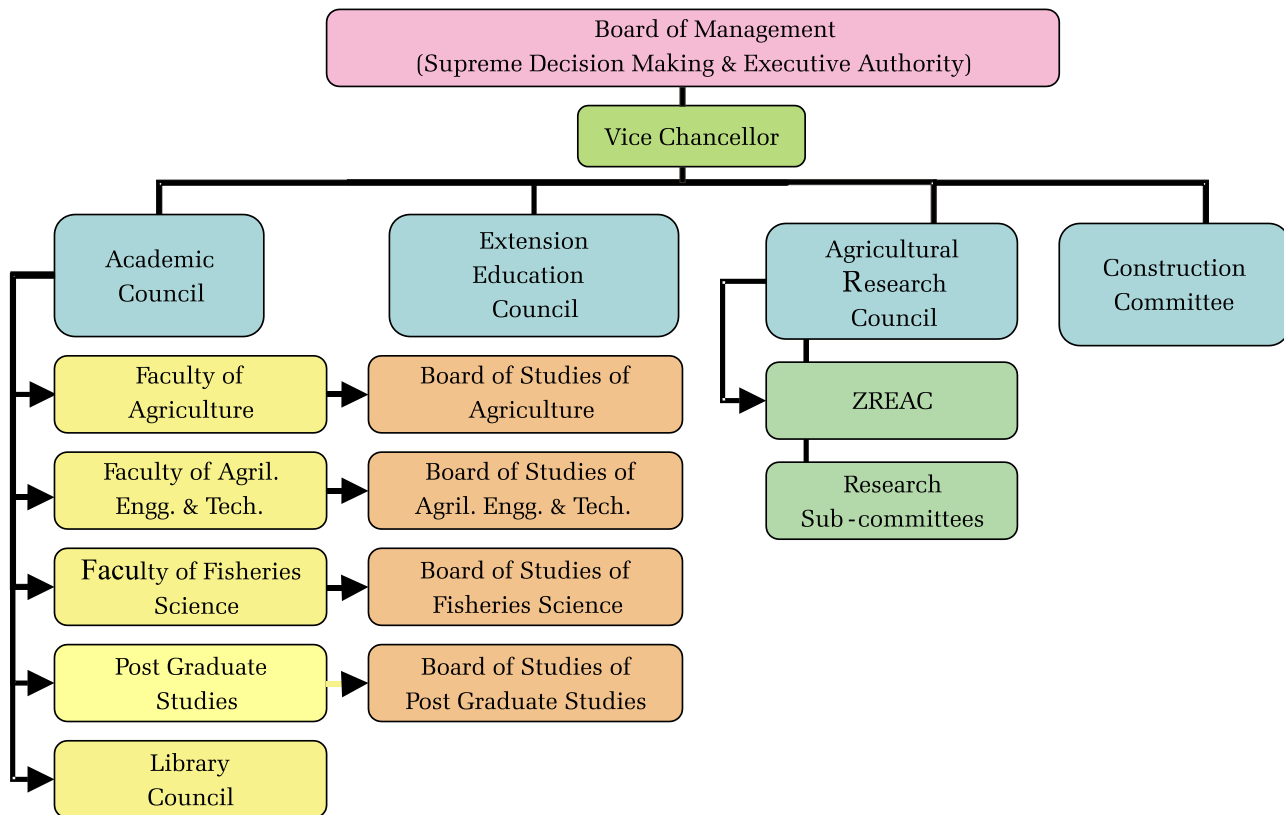 Board of Management
(Supreme Decision Making & Executive Authority)
Vice Chancellor
Academic
Council
Extension
Education
Council
Agricultural
Research
Council
Construction
Committee
Faculty of
Agriculture
Board of Studies of
Agriculture
ZREAC
Faculty of Agril.
Engg. & Tech.
Board of Studies of
Agril. Engg. & Tech.
Research
Sub-committees
Faculty of Fisheries
Science
Board of Studies of
Fisheries Science
Post Graduate
Studies
Board of Studies of
Post Graduate Studies
Library
Council